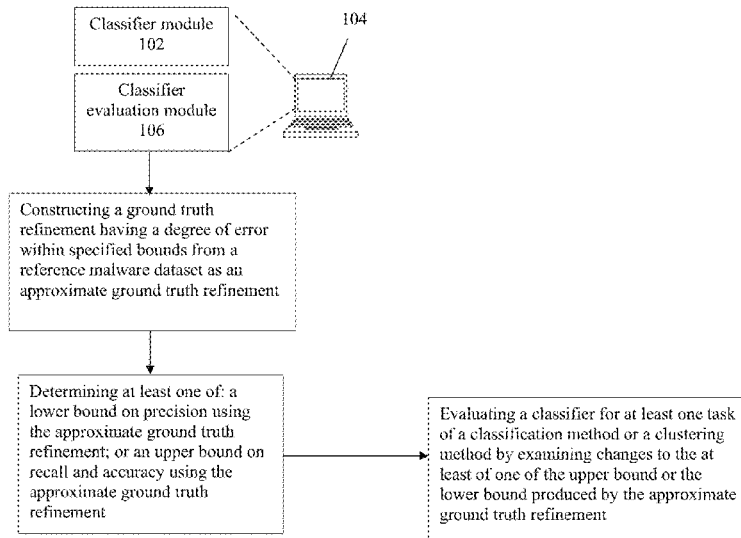 Classifier module
102
104
Classifier
evaluation module
106
Constructing a ground truth
refinement having a degree of error
within specified bounds from a
reference malware dataset as an
approximate ground truth refinement
Determining at least one of: a
lower bound on precision using
the approximate ground truth
refinement; or an upper bound on
recall and accuracy using the
approximate ground truth
refinement
Evaluating a classifier for at least one task
of a classification method or a clustering
method by examining changes to the at
least of one of the upper bound or the
lower bound produced by the approximate
ground truth refinement